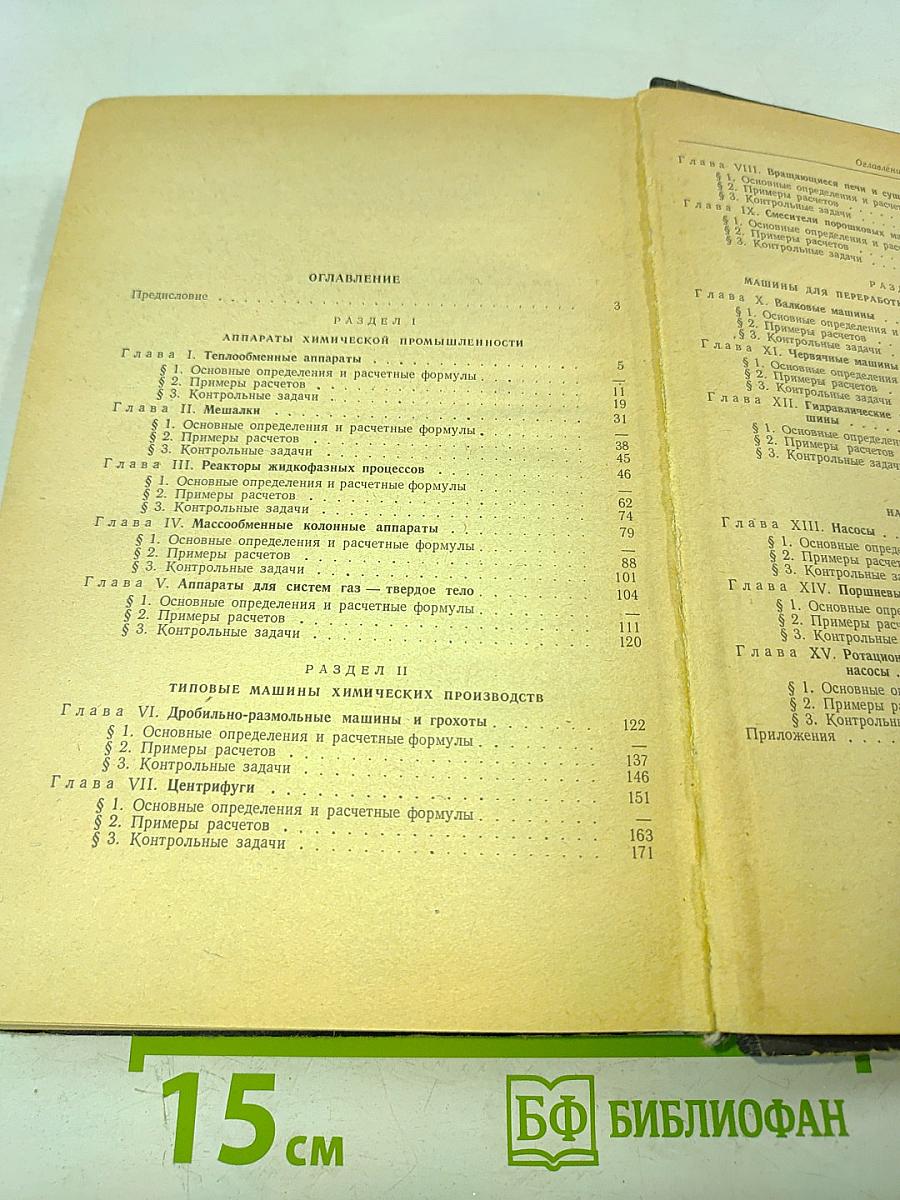 ОГЛАВЛЕНИЕ
Предисловие . . . 3
РАЗДЕЛ I
АППАРАТЫ ХИМИЧЕСКОЙ ПРОМЫШЛЕННОСТИ
Глава I. Теплообменные аппараты . . . 5
§ 1. Основные определения и расчетные формулы . . . —
§ 2. Примеры расчетов . . . 11
§ 3. Контрольные задачи . . . 19
Глава II. Мешалки . . . 31
§ 1. Основные определения и расчетные формулы . . . —
§ 2. Примеры расчетов . . . 38
§ 3. Контрольные задачи . . . 45
Глава III. Реакторы жидкофазных процессов . . . 46
§ 1. Основные определения и расчетные формулы . . . —
§ 2. Примеры расчетов . . . 62
§ 3. Контрольные задачи . . . 74
Глава IV. Массообменные колонные аппараты . . . 79
§ 1. Основные определения и расчетные формулы . . . —
§ 2. Примеры расчетов . . . 88
§ 3. Контрольные задачи . . . 101
Глава V. Аппараты для систем газ — твердое тело . . . 104
§ 1. Основные определения и расчетные формулы . . . —
§ 2. Примеры расчетов . . . 111
§ 3. Контрольные задачи . . . 120
РАЗДЕЛ II
ТИПОВЫЕ МАШИНЫ ХИМИЧЕСКИХ ПРОИЗВОДСТВ
Глава VI. Дробильно-размольные машины и грохоты . . . 122
§ 1. Основные определения и расчетные формулы . . . —
§ 2. Примеры расчетов . . . 137
§ 3. Контрольные задачи . . . 146
Глава VII. Центрифуги . . . 151
§ 1. Основные определения и расчетные формулы . . . —
§ 2. Примеры расчетов . . . 163
§ 3. Контрольные задачи . . . 171
Глава VIII. Вращающиеся печи и
§ 1. Основные определения и
§ 2. Примеры расчетов
§ 3. Контрольные задачи
Глава IX. Смесители порошковых
§ 1. Основные определения и
§ 2. Примеры расчетов
§ 3. Контрольные задачи
МАШИНЫ ДЛЯ
Глава X. Валковые машины
§ 1. Основные определения и
§ 2. Примеры расчетов
§ 3. Контрольные задачи
Глава XI. Червячные машины
§ 1. Основные определения
§ 2. Примеры расчетов
§ 3. Контрольные задачи
Глава XII. Гидравлические
шины
§ 1. Основные
§ 2. Примеры расчетов
§ 3. Контрольные
Глава XIII. Насосы
§ 1. Основные
§ 2. Примеры
§ 3. Контрольные
Глава XIV.
§ 1. Основные
§ 2. Примеры
§ 3. Контрольные
Глава XV.
насосы
§ 1. Основные
§ 2. Примеры
§ 3.
Приложения
15 см
БФ БИБЛИОФАН